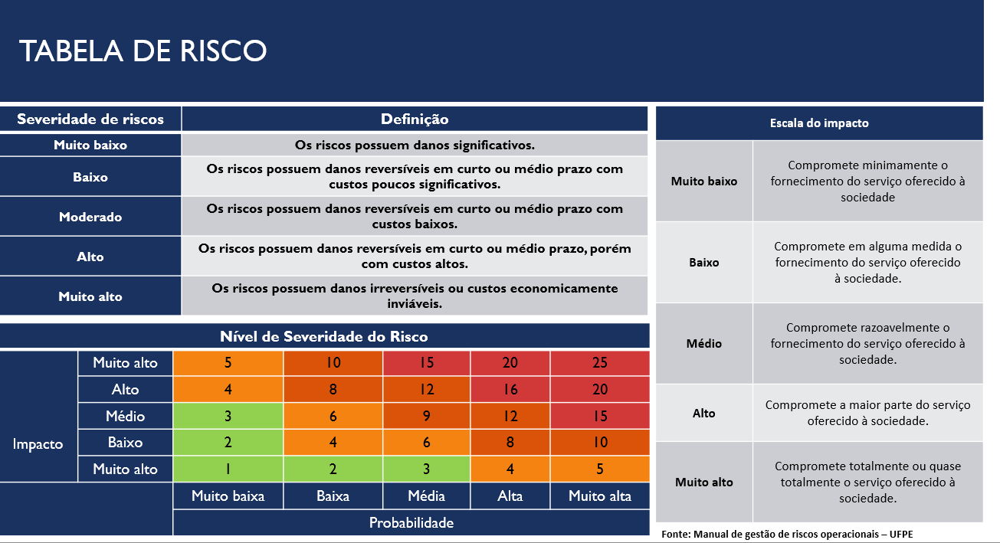 TABELA DE RISCO
Severidade de riscos Definição
Muito baixo Os riscos possuem danos significativos.
Baixo Os riscos possuem danos reversíveis em curto ou médio prazo com
custos poucos significativos.
Moderado Os riscos possuem danos reversíveis em curto ou médio prazo com
custos baixos.
Alto Os riscos possuem danos reversíveis em curto ou médio prazo, porém
com custos altos.
Muito alto Os riscos possuem danos irreversíveis ou custos economicamente
inviáveis.
Nível de Severidade do Risco
Impacto
Muito alto 5 10 15 20 25
Alto 4 8 12 16 20
Médio 3 6 9 12 15
Baixo 2 4 6 8 10
Muito alto 1 2 3 4 5
Muito baixa Baixa Média Alta Muito alta
Probabilidade
Escala do impacto
Muito baixo
Compromete minimamente o
fornecimento do serviço oferecido à
sociedade
Baixo
Compromete em alguma medida o
fornecimento do serviço oferecido
à sociedade.
Médio
Compromete razoavelmente o
fornecimento do serviço oferecido à
sociedade.
Alto
Compromete a maior parte do serviço
oferecido à sociedade.
Muito alto
Compromete totalmente ou quase
totalmente o serviço oferecido à
sociedade.
Fonte: Manual de gestão de riscos operacionais – UFPE